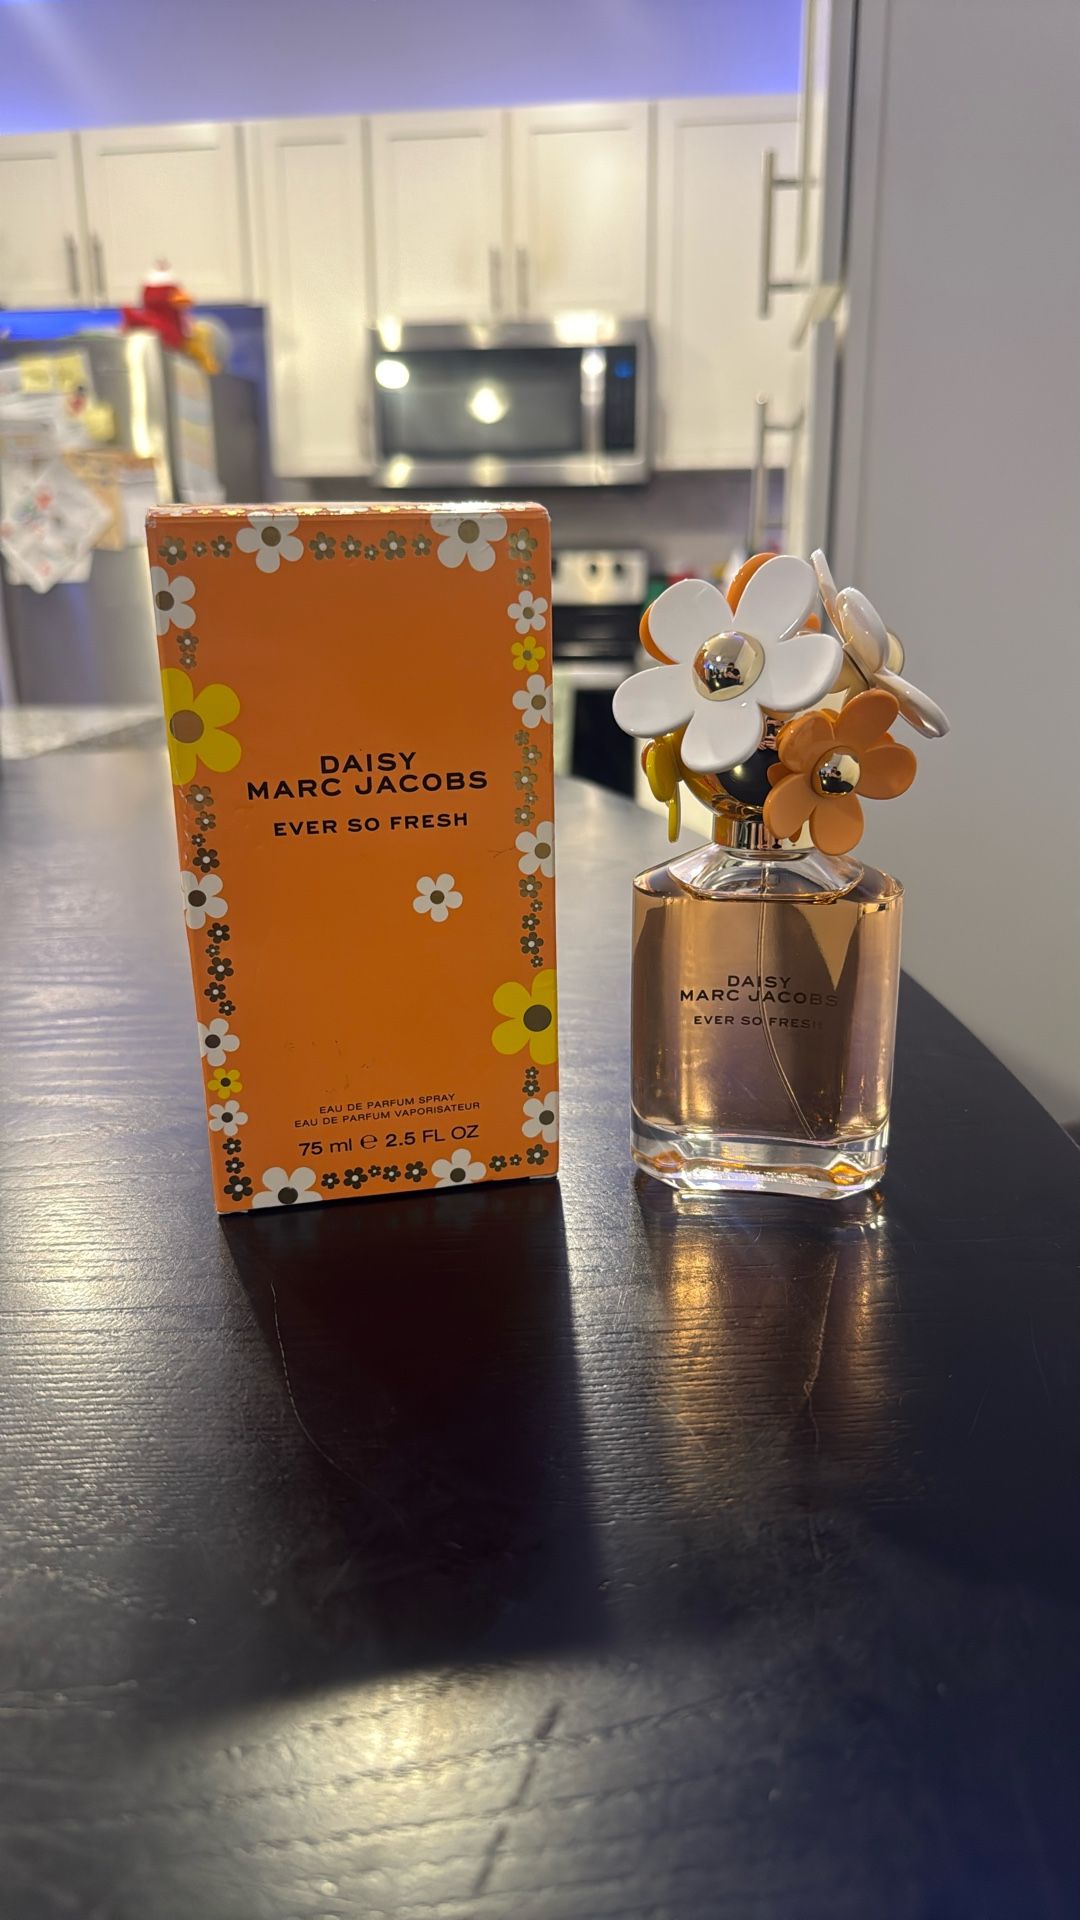 DAISY
MARC JACOBS
EVER SO FRESH
EAU DE PARFUM SPRAY
EAU DE PARFUM VAPORISATEUR
75 ml ℮ 2.5 FL OZ
DAISY
MARC JACOBS
EVER SO FRESH